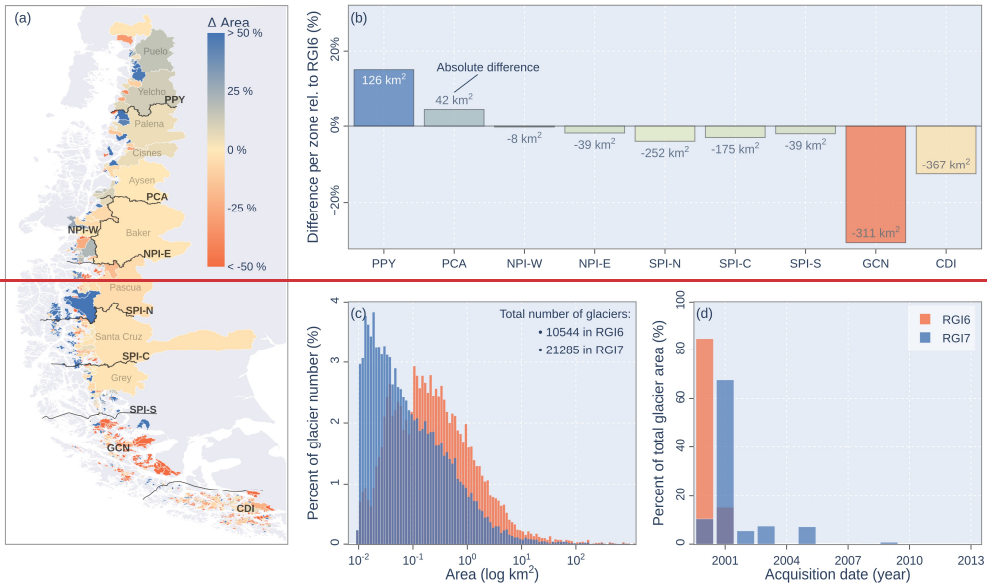 (a)
Δ Area
> 50 %
25 %
0 %
-25 %
< -50 %
Puelo
Yelcho
PPY
Palena
Cisnes
Aysen
PCA
NPI-W
Baker
NPI-E
Pascua
SPI-N
Santa Cruz
SPI-C
Grey
SPI-S
GCN
CDI
(b)
Difference per zone rel. to RGI6 (%)
20%
0%
-20%
126 km²
Absolute difference
42 km²
-8 km²
-39 km²
-252 km²
-175 km²
-39 km²
-311 km²
-367 km²
PPY PCA NPI-W NPI-E SPI-N SPI-C SPI-S GCN CDI
(c)
Total number of glaciers:
• 10544 in RGI6
• 21285 in RGI7
Percent of glacier number (%)
4
3
2
1
0
10⁻² 10⁻¹ 10⁰ 10¹ 10²
Area (log km²)
(d)
RGI6
RGI7
Percent of total glacier area (%)
100
80
60
40
20
0
2001 2004 2007 2010 2013
Acquisition date (year)